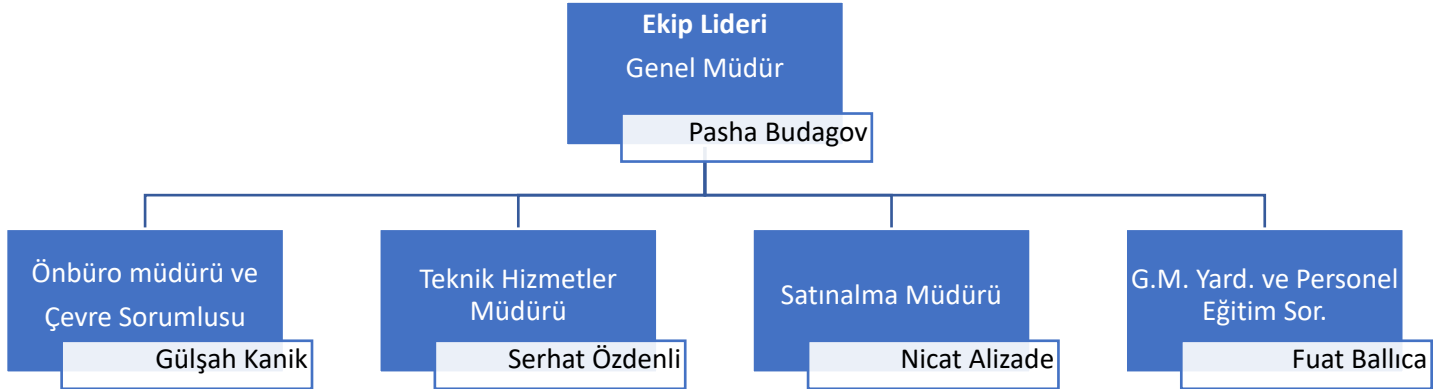 Ekip Lideri
Genel Müdür
Pasha Budagov
Önbüro müdürü ve
Çevre Sorumlusu
Gülşah Kanik
Teknik Hizmetler
Müdürü
Serhat Özdenli
Satınalma Müdürü
Nicat Alizade
G.M. Yard. ve Personel
Eğitim Sor.
Fuat Ballıca